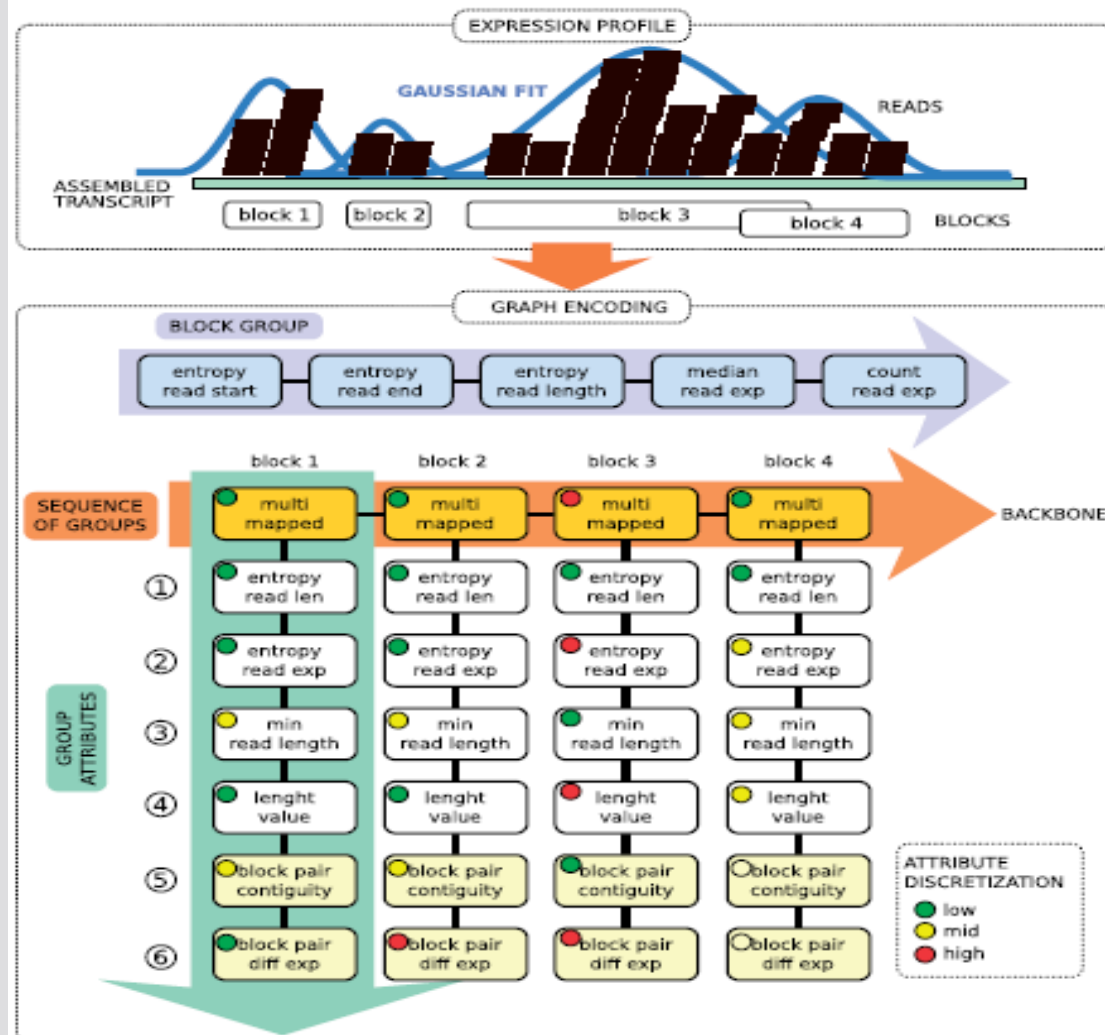 EXPRESSION PROFILE
GAUSSIAN FIT
READS
ASSEMBLED
TRANSCRIPT
block 1
block 2
block 3
block 4
BLOCKS
GRAPH ENCODING
BLOCK GROUP
entropy
read start
entropy
read end
entropy
read length
median
read exp
count
read exp
block 1
block 2
block 3
block 4
SEQUENCE
OF GROUPS
multi
mapped
multi
mapped
multi
mapped
multi
mapped
BACKBONE
①
entropy
read len
entropy
read len
entropy
read len
entropy
read len
②
entropy
read exp
entropy
read exp
entropy
read exp
entropy
read exp
GROUP
ATTRIBUTES
③
min
read length
min
read length
min
read length
min
read length
④
lenght
value
lenght
value
lenght
value
lenght
value
⑤
block pair
contiguity
block pair
contiguity
block pair
contiguity
block pair
contiguity
⑥
block pair
diff exp
block pair
diff exp
block pair
diff exp
block pair
diff exp
ATTRIBUTE
DISCRETIZATION
low
mid
high